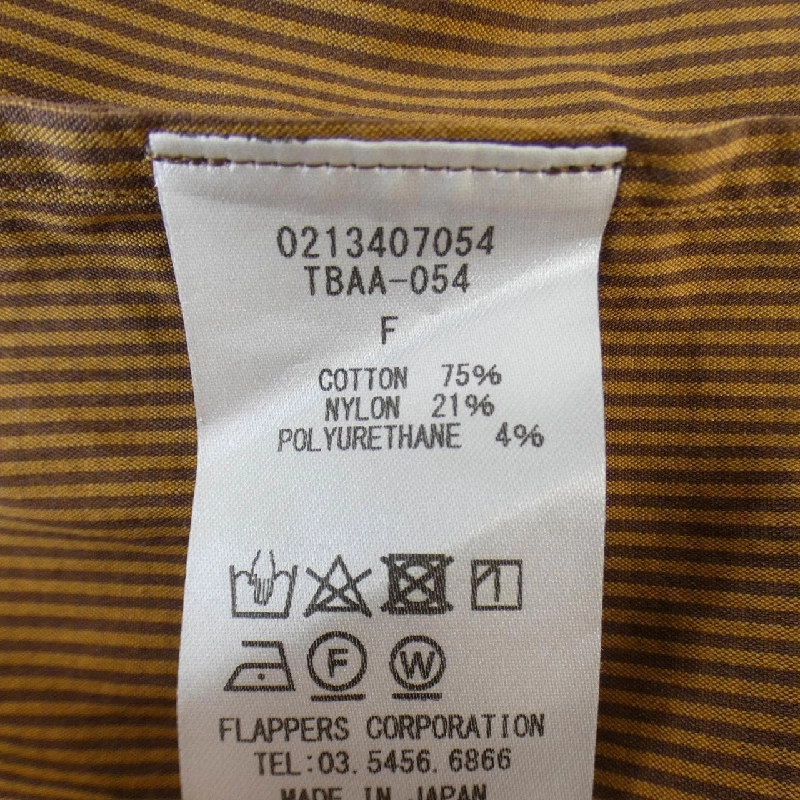 0213407054
TBAA-054
F
COTTON 75%
NYLON 21%
POLYURETHANE 4%
F W
FLAPPERS CORPORATION
TEL:03.5456.6866
MADE IN JAPAN